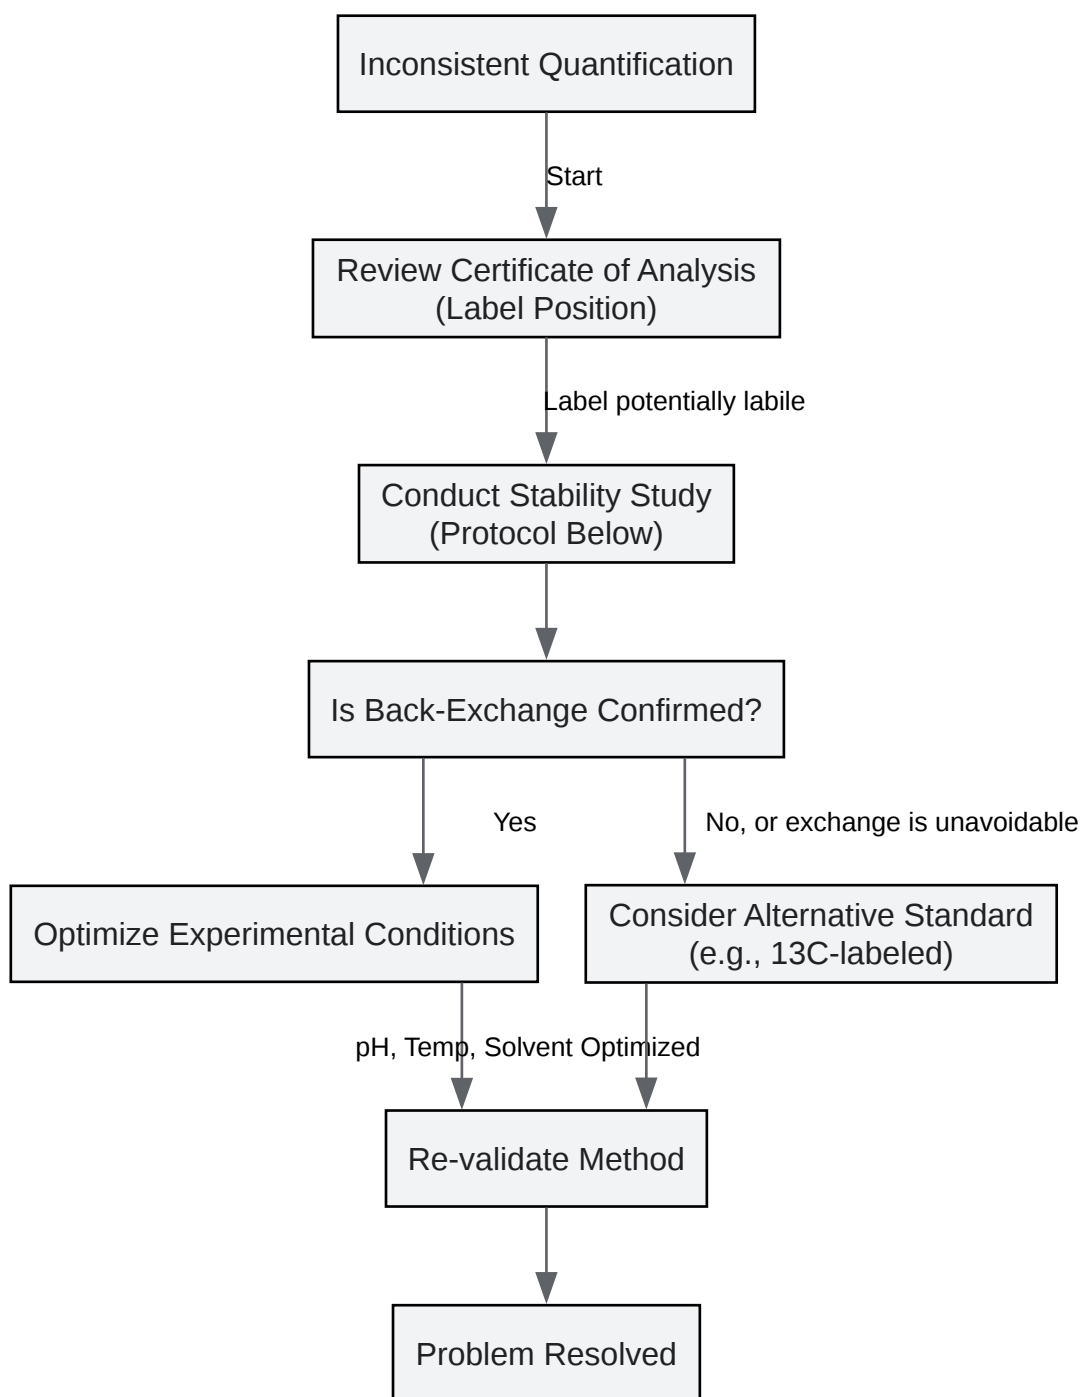 Inconsistent Quantification
Start
Review Certificate of Analysis
(Label Position)
Label potentially labile
Conduct Stability Study
(Protocol Below)
Is Back-Exchange Confirmed?
Yes
No, or exchange is unavoidable
Optimize Experimental Conditions
Consider Alternative Standard
(e.g., 13C-labeled)
pH, Temp, Solvent Optimized
Re-validate Method
Problem Resolved